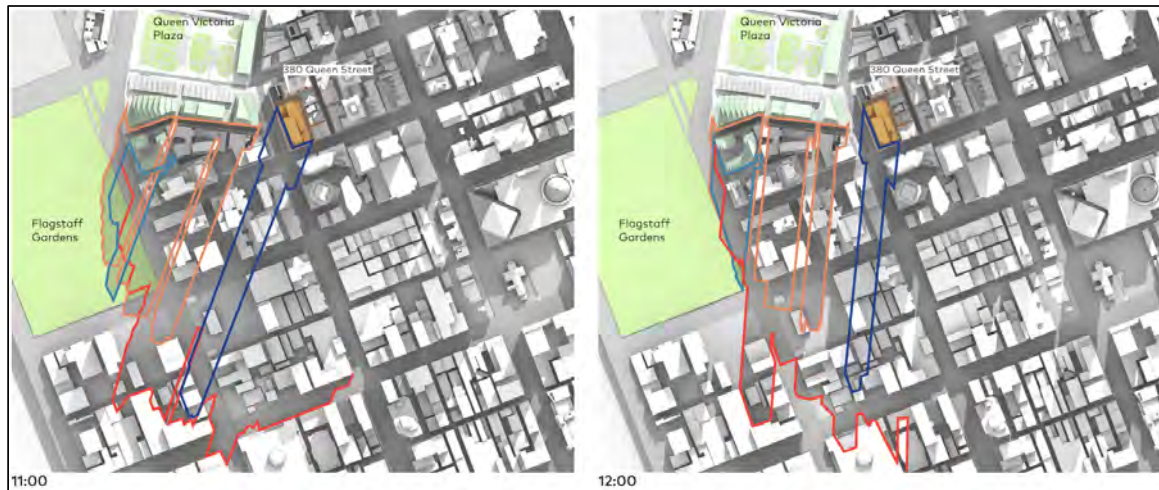 Queen Victoria
Plaza
380 Queen Street
Flagstaff
Gardens
11:00
Queen Victoria
Plaza
380 Queen Street
Flagstaff
Gardens
12:00